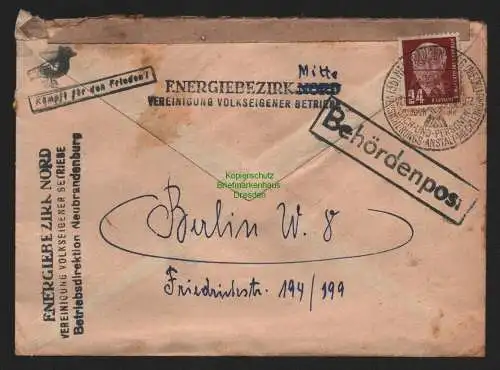 Kämpft für den Frieden!
Mitte
ENERGIEBEZIRK NORD
VEREINIGUNG VOLKSEIGENER BETRIEBE
24
Behördenpost
Kopierschutz
Briefmarkenhaus
Dresden
ENERGIEBEZIRK NORD
VEREINIGUNG VOLKSEIGENER BETRIEBE
Betriebsdirektion Neubrandenburg
Berlin W. 8
Friedrichstr. 194/199